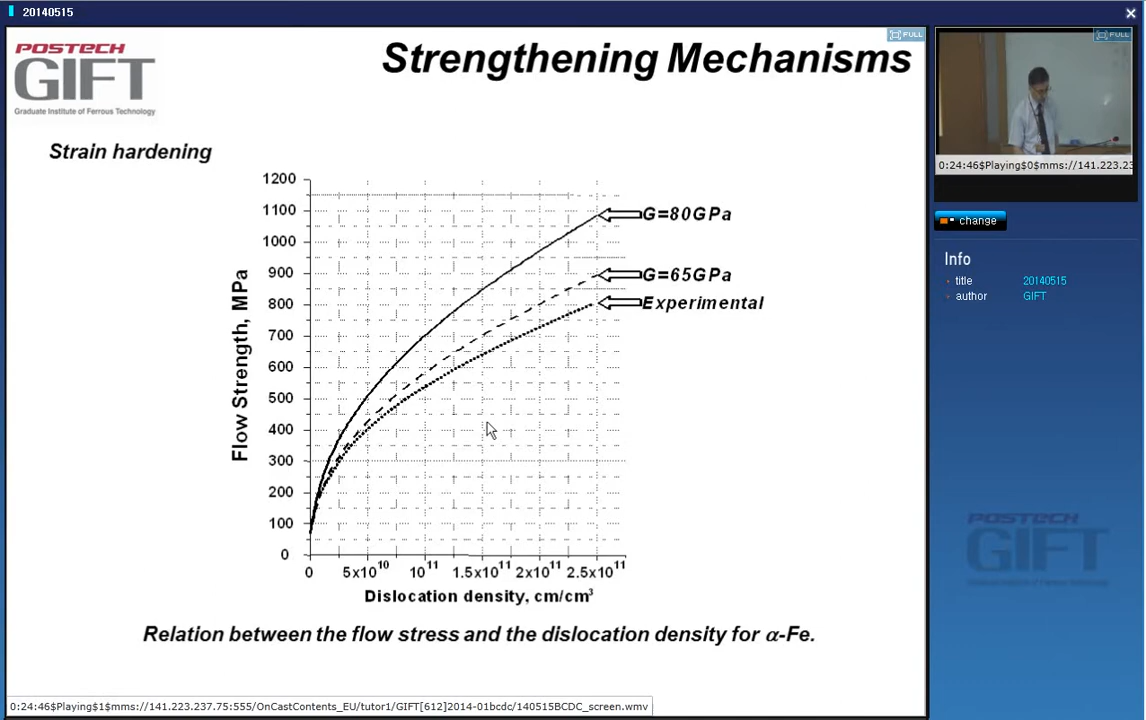 20140515
POSTECH
GIFT
Graduate Institute of Ferrous Technology
FULL
Strengthening Mechanisms
Strain hardening
1200
1100
1000
900
800
700
600
500
400
300
200
100
0
Flow Strength, MPa
G=80GPa
G=65GPa
Experimental
0 5x10¹⁰ 10¹¹ 1.5x10¹¹ 2x10¹¹ 2.5x10¹¹
Dislocation density, cm/cm³
Relation between the flow stress and the dislocation density for α-Fe.
0:24:46$Playing$1$mms://141.223.237.75:555/OnCastContents_EU/tutor1/GIFT[612]2014-01bcdc/140515BCDC_screen.wmv
FULL
0:24:46$Playing$0$mms://141.223.23
change
Info
title 20140515
author GIFT
POSTECH
GIFT